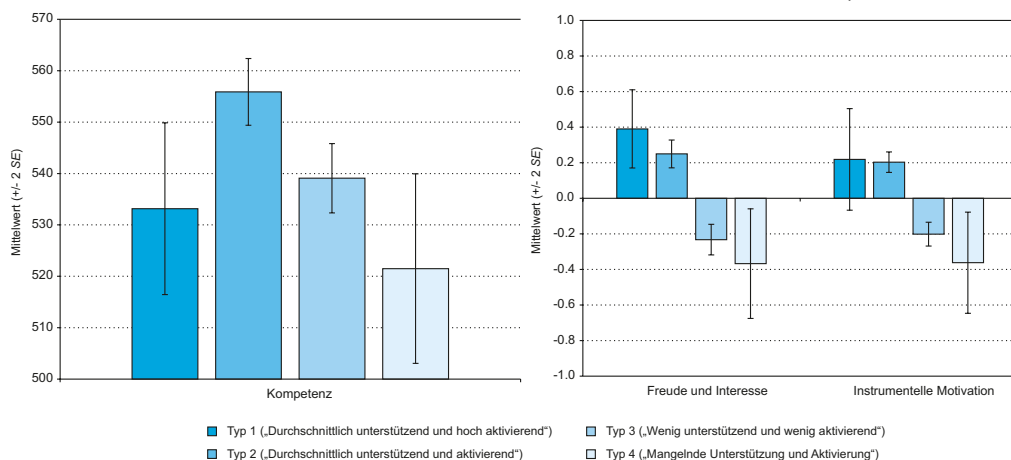 570
560
550
540
530
520
510
500
Mittelwert (+/- 2 SE)
Kompetenz
1.0
0.8
0.6
0.4
0.2
0.0
-0.2
-0.4
-0.6
-0.8
-1.0
Mittelwert (+/- 2 SE)
Freude und Interesse
Instrumentelle Motivation
Typ 1 („Durchschnittlich unterstützend und hoch aktivierend“)
Typ 2 („Durchschnittlich unterstützend und aktivierend“)
Typ 3 („Wenig unterstützend und wenig aktivierend“)
Typ 4 („Mangelnde Unterstützung und Aktivierung“)